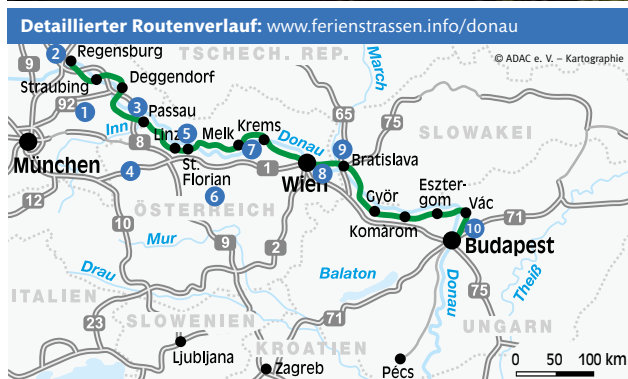 Detaillierter Routenverlauf: www.ferienstrassen.info/donau
© ADAC e. V. – Kartographie
2
Regensburg
TSCHECH. REP.
March
9
Straubing
Deggendorf
92
1
3
Passau
65
75
SLOWAKEI
Inn
8
Linz
5
Melk
Krems
Donau
7
9
Bratislava
München
4
St.
Florian
1
Wien
8
6
12
ÖSTERREICH
Györ
Eszter-
gom
Vác
71
10
Komárom
10
Budapest
Mur
9
2
Drau
Balaton
Donau
Theiß
75
ITALIEN
23
SLOWENIEN
71
UNGARN
Ljubljana
KROATIEN
Zagreb
Pécs
0 50 100 km